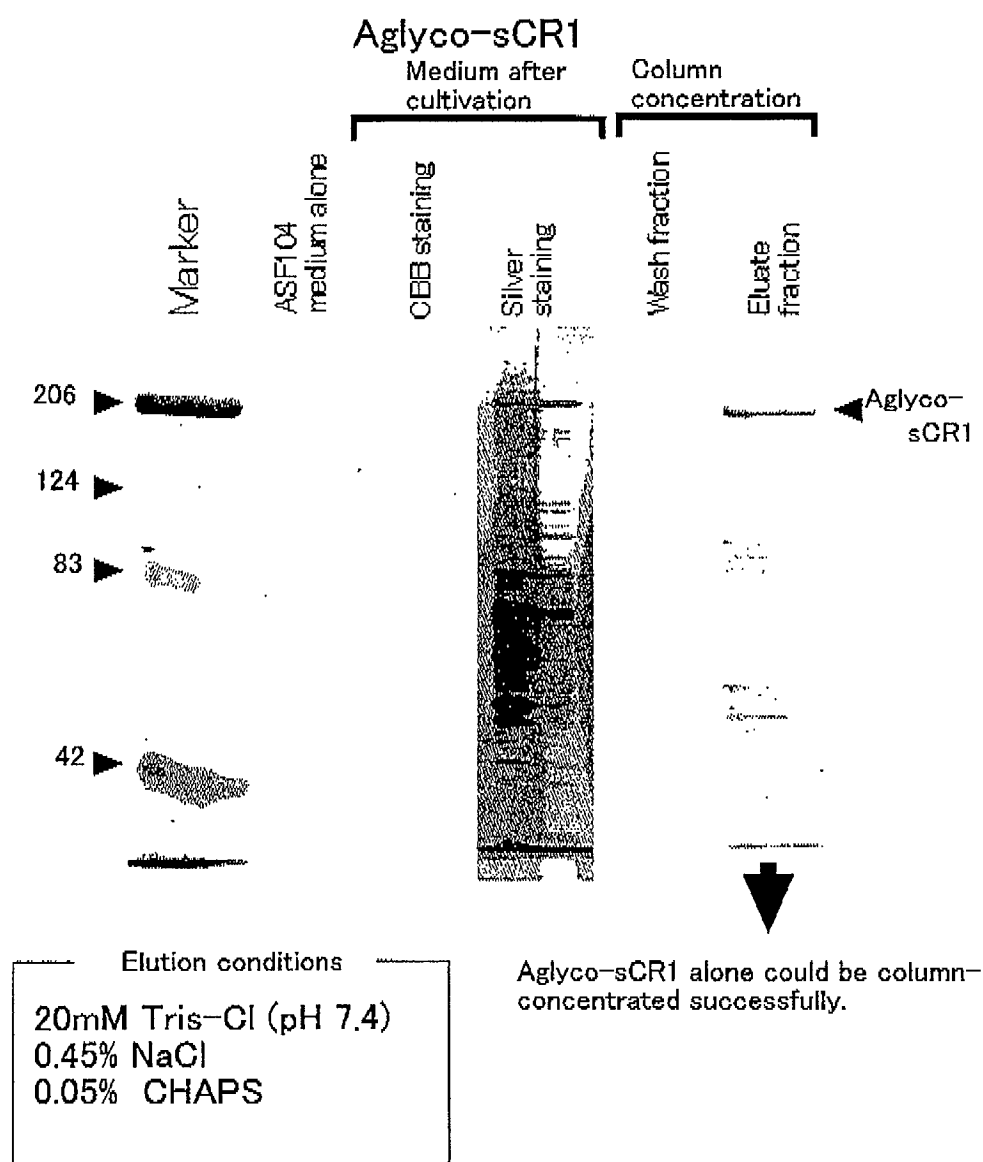 Aglyco-sCR1
Medium after
cultivation
Column
concentration
Marker
ASF104
medium alone
CBB staining
Silver
staining
Wash fraction
Eluate
fraction
206
124
83
42
Aglyco-
sCR1
Elution conditions
20mM Tris-Cl (pH 7.4)
0.45% NaCl
0.05% CHAPS
Aglyco-sCR1 alone could be column-
concentrated successfully.